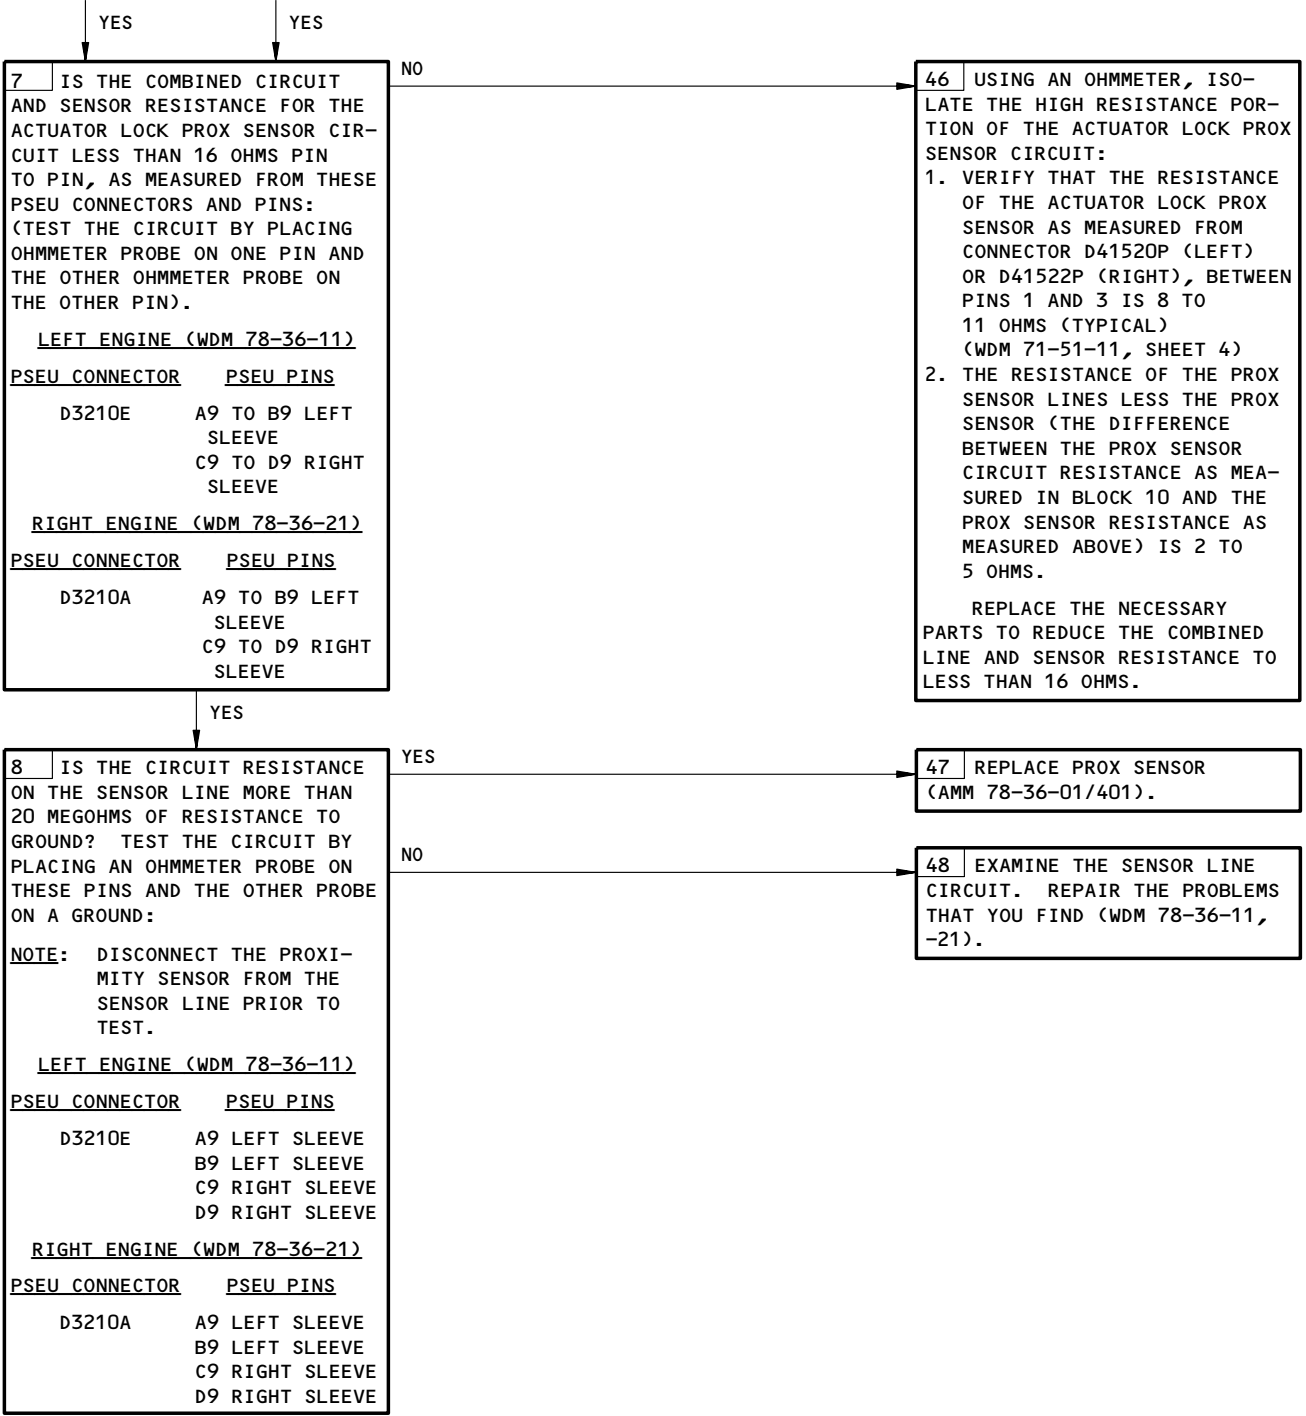 YES
YES
7 IS THE COMBINED CIRCUIT
AND SENSOR RESISTANCE FOR THE
ACTUATOR LOCK PROX SENSOR CIR-
CUIT LESS THAN 16 OHMS PIN
TO PIN, AS MEASURED FROM THESE
PSEU CONNECTORS AND PINS:
(TEST THE CIRCUIT BY PLACING
OHMMETER PROBE ON ONE PIN AND
THE OTHER OHMMETER PROBE ON
THE OTHER PIN).
LEFT ENGINE (WDM 78-36-11)
PSEU CONNECTOR PSEU PINS
D3210E A9 TO B9 LEFT
SLEEVE
C9 TO D9 RIGHT
SLEEVE
RIGHT ENGINE (WDM 78-36-21)
PSEU CONNECTOR PSEU PINS
D3210A A9 TO B9 LEFT
SLEEVE
C9 TO D9 RIGHT
SLEEVE
NO
46 USING AN OHMMETER, ISO-
LATE THE HIGH RESISTANCE POR-
TION OF THE ACTUATOR LOCK PROX
SENSOR CIRCUIT:
1. VERIFY THAT THE RESISTANCE
OF THE ACTUATOR LOCK PROX
SENSOR AS MEASURED FROM
CONNECTOR D41520P (LEFT)
OR D41522P (RIGHT), BETWEEN
PINS 1 AND 3 IS 8 TO
11 OHMS (TYPICAL)
(WDM 71-51-11, SHEET 4)
2. THE RESISTANCE OF THE PROX
SENSOR LINES LESS THE PROX
SENSOR (THE DIFFERENCE
BETWEEN THE PROX SENSOR
CIRCUIT RESISTANCE AS MEA-
SURED IN BLOCK 10 AND THE
PROX SENSOR RESISTANCE AS
MEASURED ABOVE) IS 2 TO
5 OHMS.
REPLACE THE NECESSARY
PARTS TO REDUCE THE COMBINED
LINE AND SENSOR RESISTANCE TO
LESS THAN 16 OHMS.
YES
8 IS THE CIRCUIT RESISTANCE
ON THE SENSOR LINE MORE THAN
20 MEGOHMS OF RESISTANCE TO
GROUND? TEST THE CIRCUIT BY
PLACING AN OHMMETER PROBE ON
THESE PINS AND THE OTHER PROBE
ON A GROUND:
NOTE: DISCONNECT THE PROXI-
MITY SENSOR FROM THE
SENSOR LINE PRIOR TO
TEST.
LEFT ENGINE (WDM 78-36-11)
PSEU CONNECTOR PSEU PINS
D3210E A9 LEFT SLEEVE
B9 LEFT SLEEVE
C9 RIGHT SLEEVE
D9 RIGHT SLEEVE
RIGHT ENGINE (WDM 78-36-21)
PSEU CONNECTOR PSEU PINS
D3210A A9 LEFT SLEEVE
B9 LEFT SLEEVE
C9 RIGHT SLEEVE
D9 RIGHT SLEEVE
YES
47 REPLACE PROX SENSOR
(AMM 78-36-01/401).
NO
48 EXAMINE THE SENSOR LINE
CIRCUIT. REPAIR THE PROBLEMS
THAT YOU FIND (WDM 78-36-11,
-21).